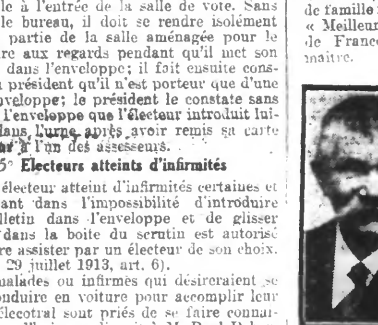 à l'entrée de la salle de vote. Sans
le bureau, il doit se rendre isolément
partie de la salle aménagée pour le
aux regards pendant qu'il met son
dans l'enveloppe; il fait ensuite cons-
président qu'il n'est porteur que d'une
veloppe; le président le constate sans
l'enveloppe que l'électeur introduit lui-
dans l'urne après avoir remis sa carte
à l'un des assesseurs.
5° Electeurs atteints d'infirmités
électeur atteint d'infirmités certaines et
ant dans l'impossibilité d'introduire
lletin dans l'enveloppe et de glisser
dans la boîte du scrutin est autorisé
re assister par un électeur de son choix.
29 juillet 1913, art. 6).
malades ou infirmes qui désireraient se
onduire en voiture pour accomplir leur
électoral sont priés de se faire connaî-
de famille
« Meilleur
de France
maître.